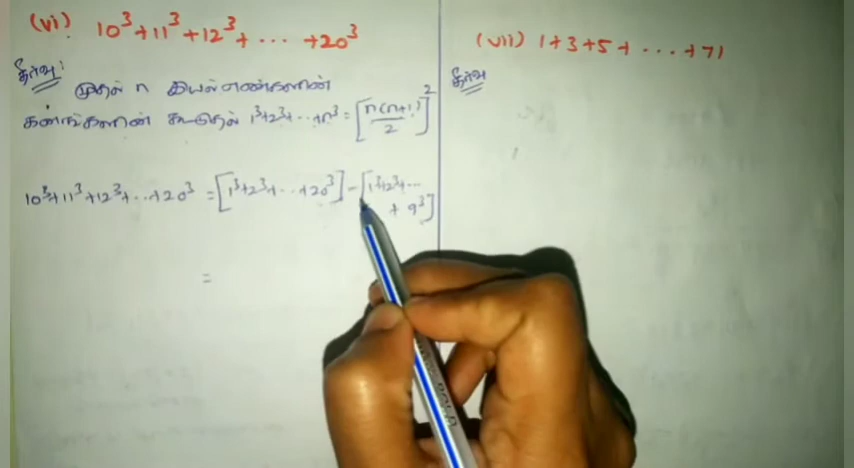 (vi). 10³+11³+12³+ ... +20³
தீர்வு:
முதல் n இயல் எண்களின்
கனங்களின் கூடுதல் 1³+2³+...+n³ = [n(n+1)/2]²
10³+11³+12³+...+20³ = [1³+2³+...+20³] - [1³+2³+...
+ 9³]
=
(vii) 1+3+5+ ... +71
தீர்வு